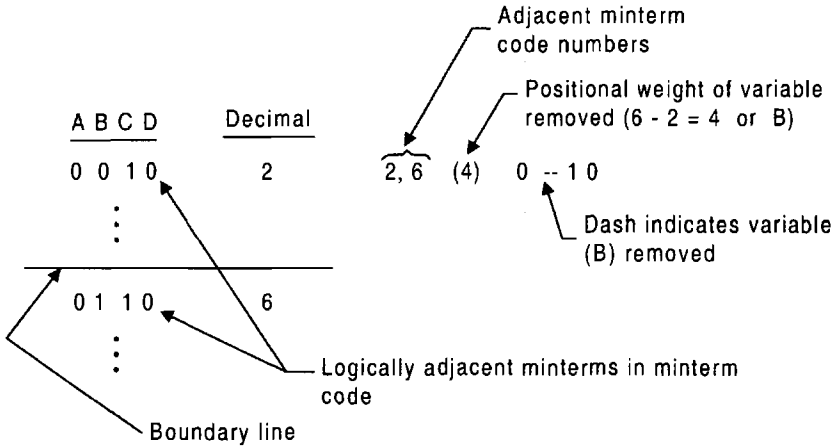 Adjacent minterm
code numbers
Positional weight of variable
removed (6 - 2 = 4 or B)
A B C D Decimal
0 0 1 0 2 2, 6 (4) 0 -- 1 0
Dash indicates variable
(B) removed
0 1 1 0 6
Logically adjacent minterms in minterm
code
Boundary line